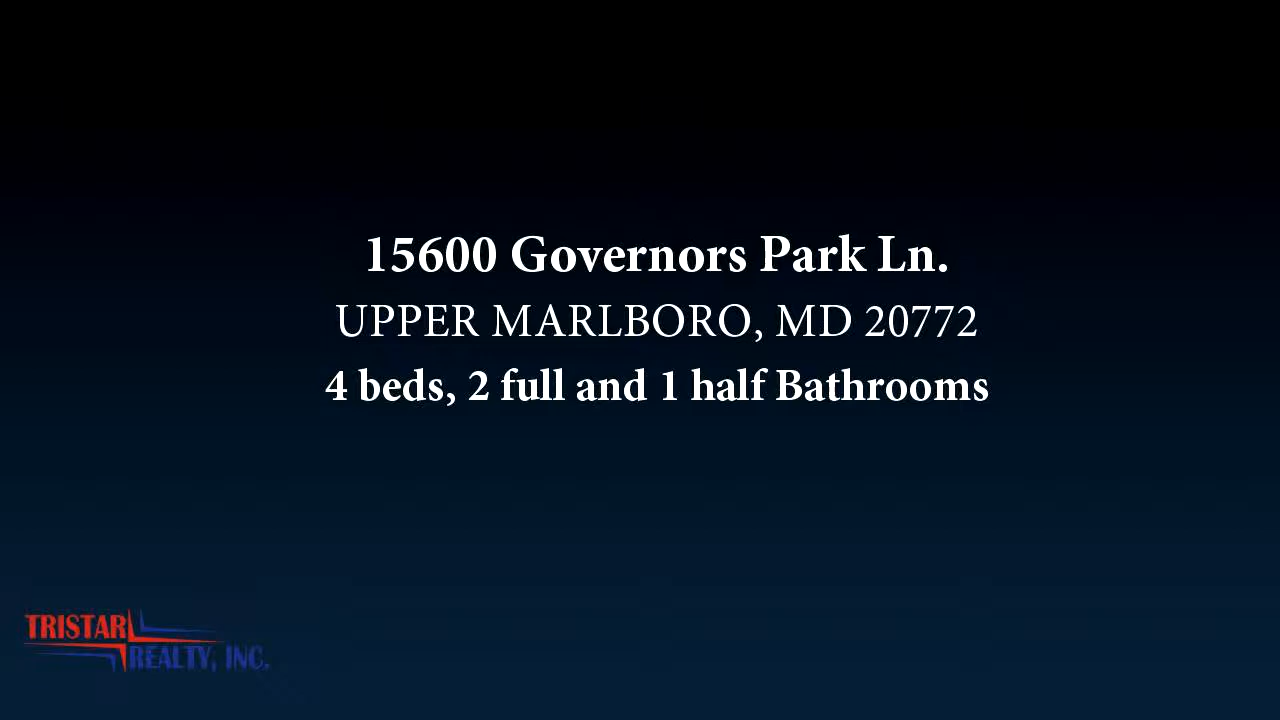 15600 Governors Park Ln.
UPPER MARLBORO, MD 20772
4 beds, 2 full and 1 half Bathrooms
TRISTAR
REALTY, INC.